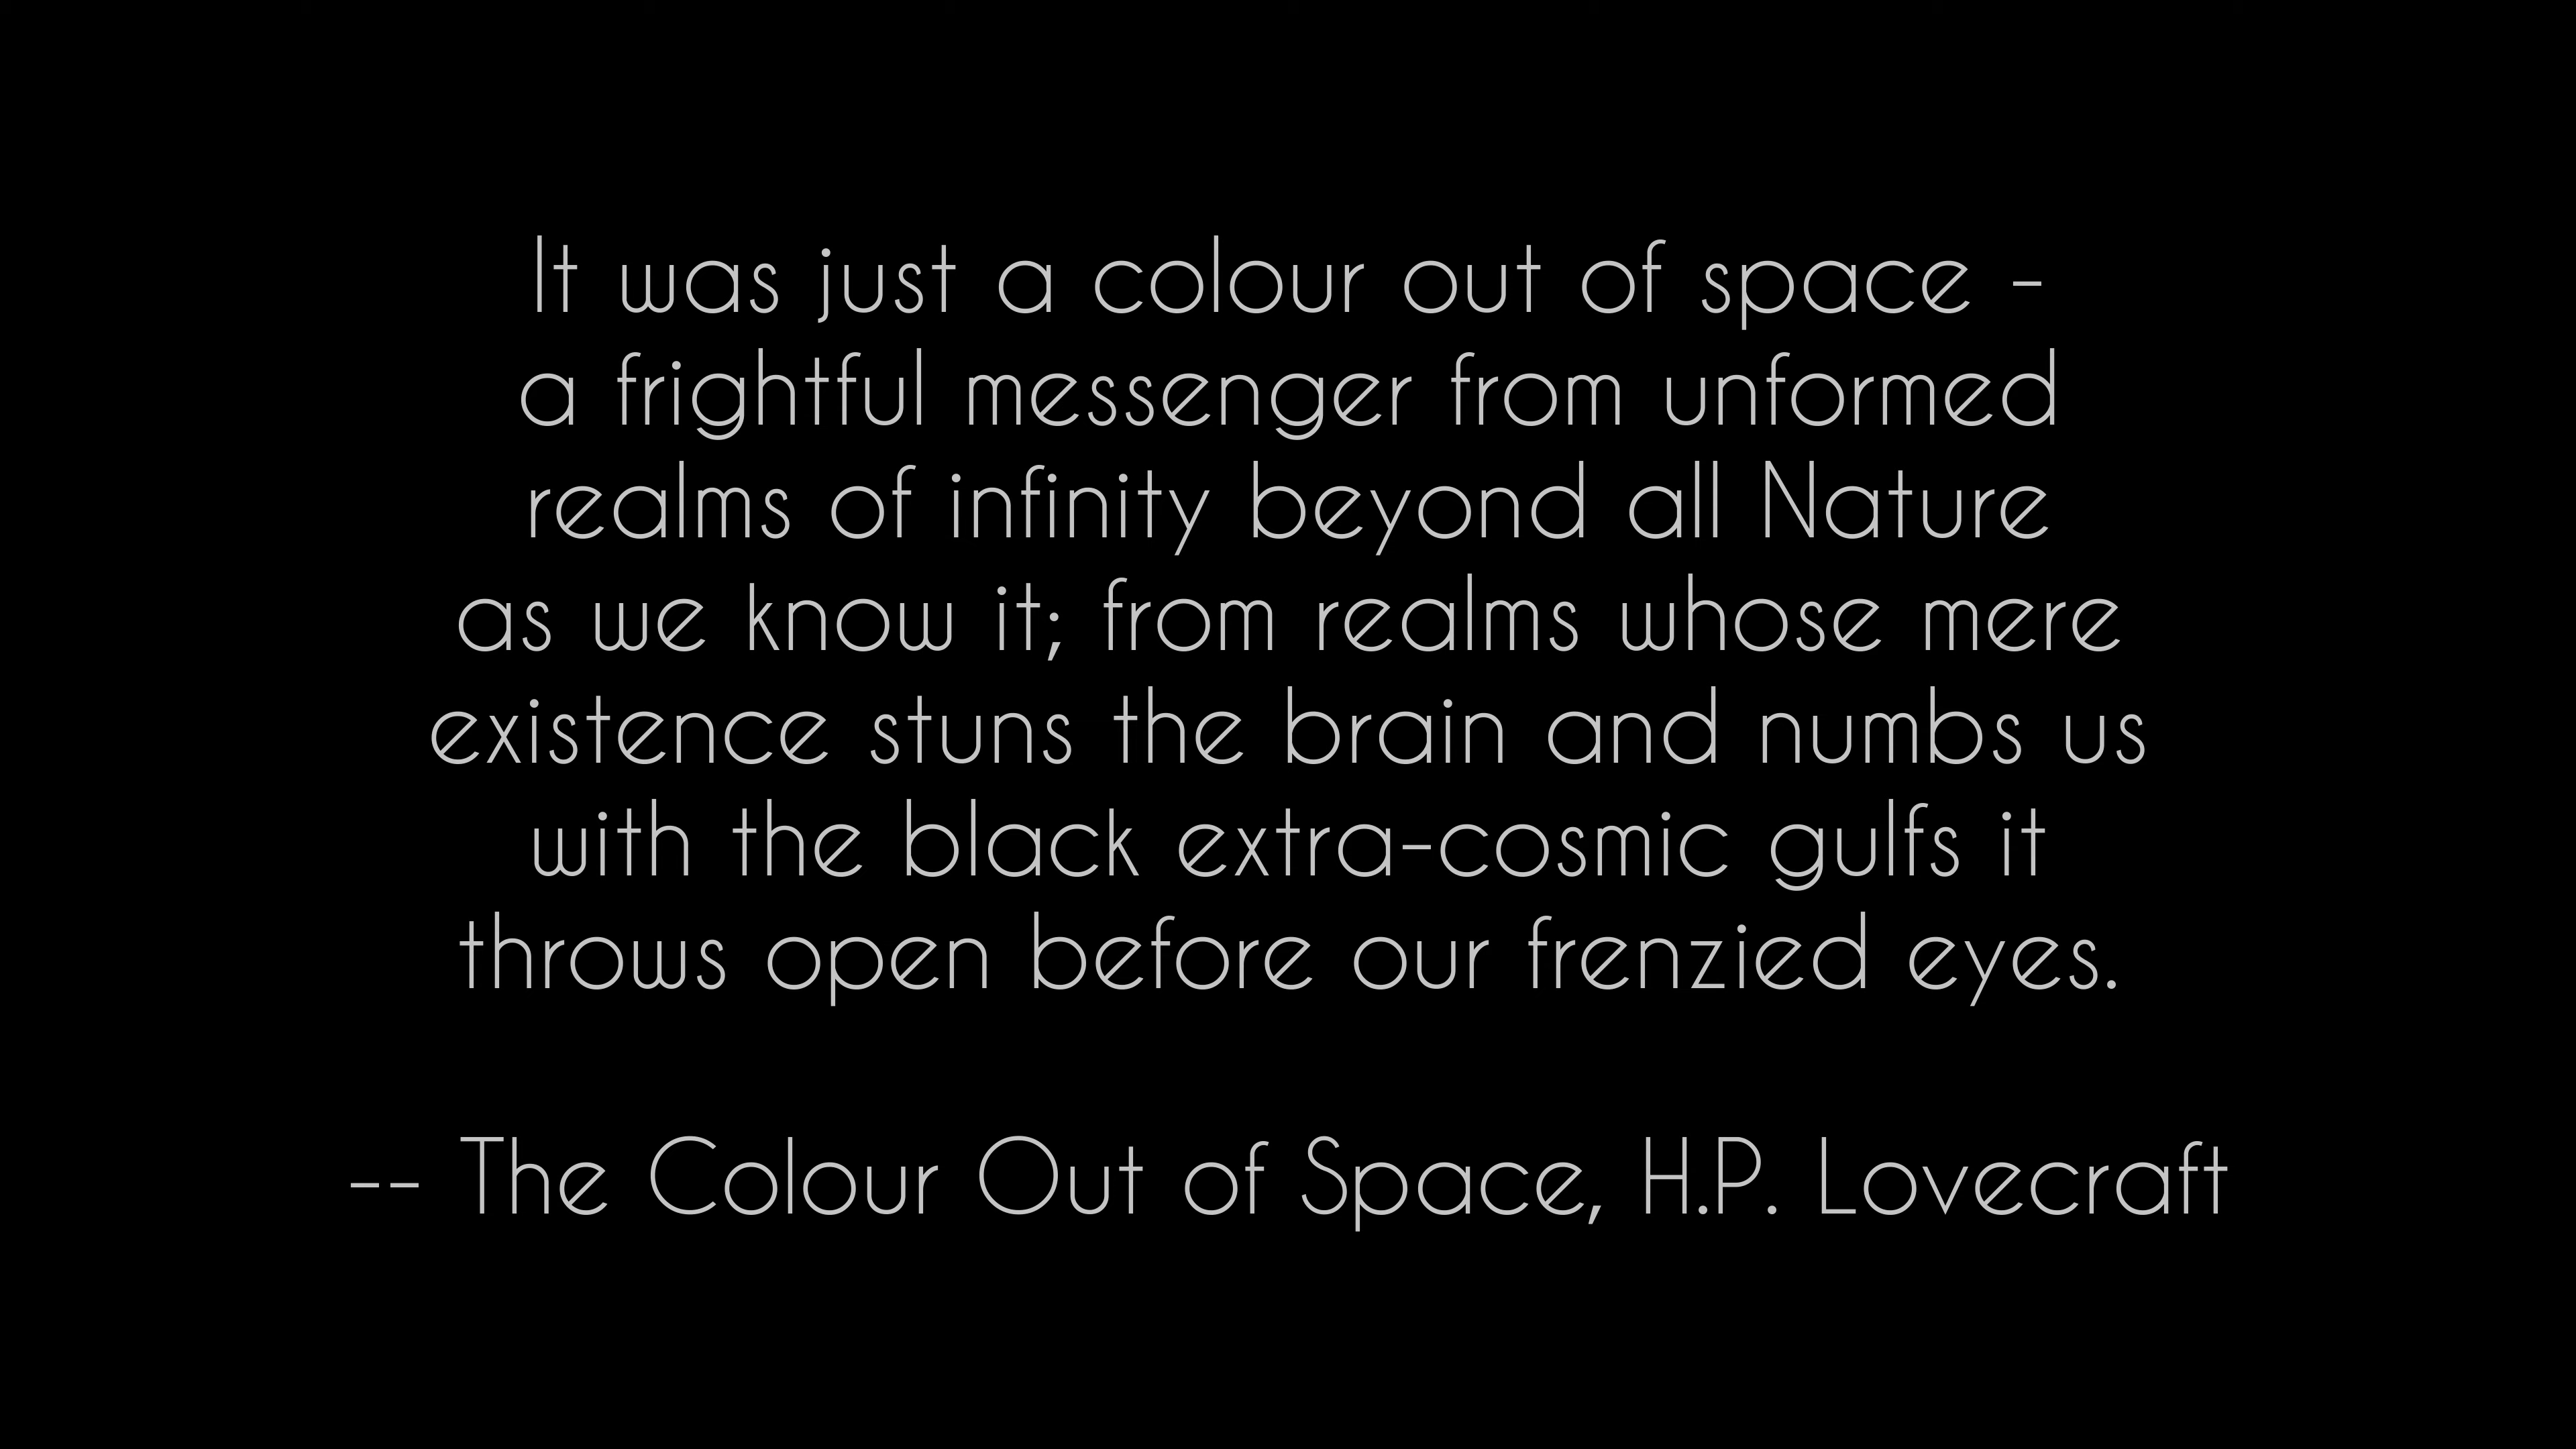 It was just a colour out of space -
a frightful messenger from unformed
realms of infinity beyond all Nature
as we know it; from realms whose mere
existence stuns the brain and numbs us
with the black extra-cosmic gulfs it
throws open before our frenzied eyes.
-- The Colour Out of Space, H.P. Lovecraft